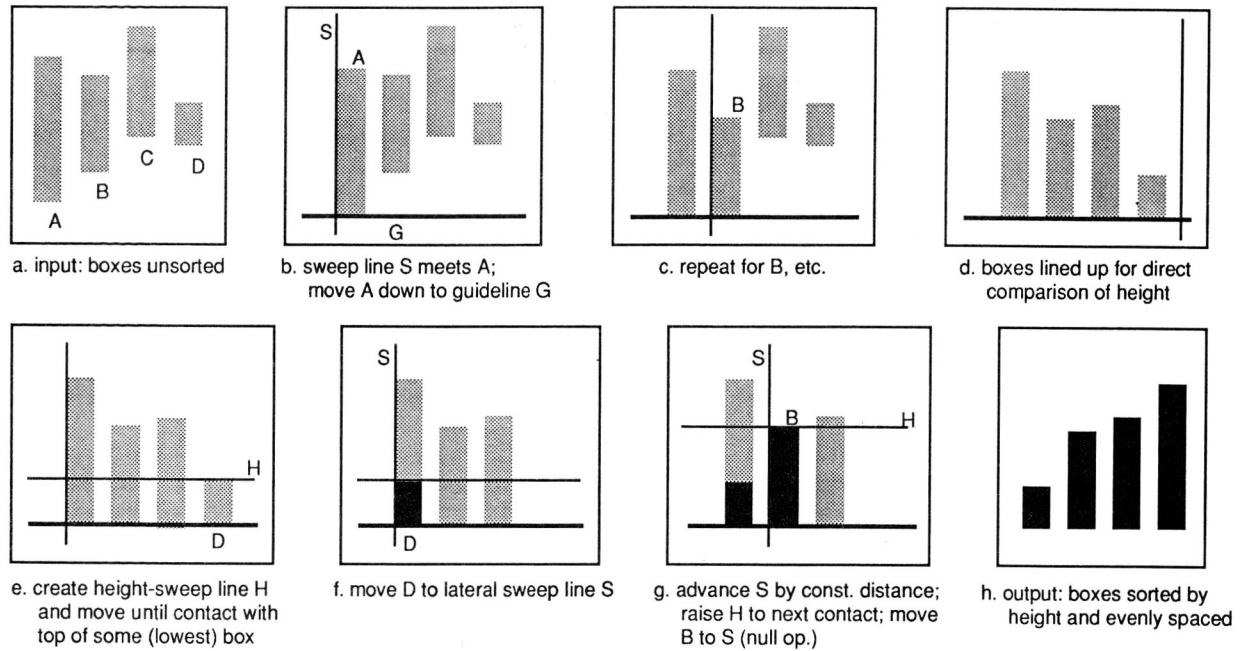 A
B
C
D
a. input: boxes unsorted
S
A
G
b. sweep line S meets A;
move A down to guideline G
B
c. repeat for B, etc.
d. boxes lined up for direct
comparison of height
H
D
e. create height-sweep line H
and move until contact with
top of some (lowest) box
S
D
f. move D to lateral sweep line S
S
B
H
g. advance S by const. distance;
raise H to next contact; move
B to S (null op.)
h. output: boxes sorted by
height and evenly spaced